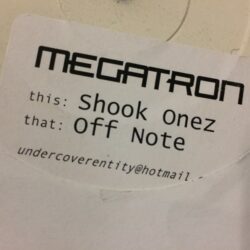 MEGATRON
this: Shook Onez
that: Off Note
undercoverentity@hotmail.